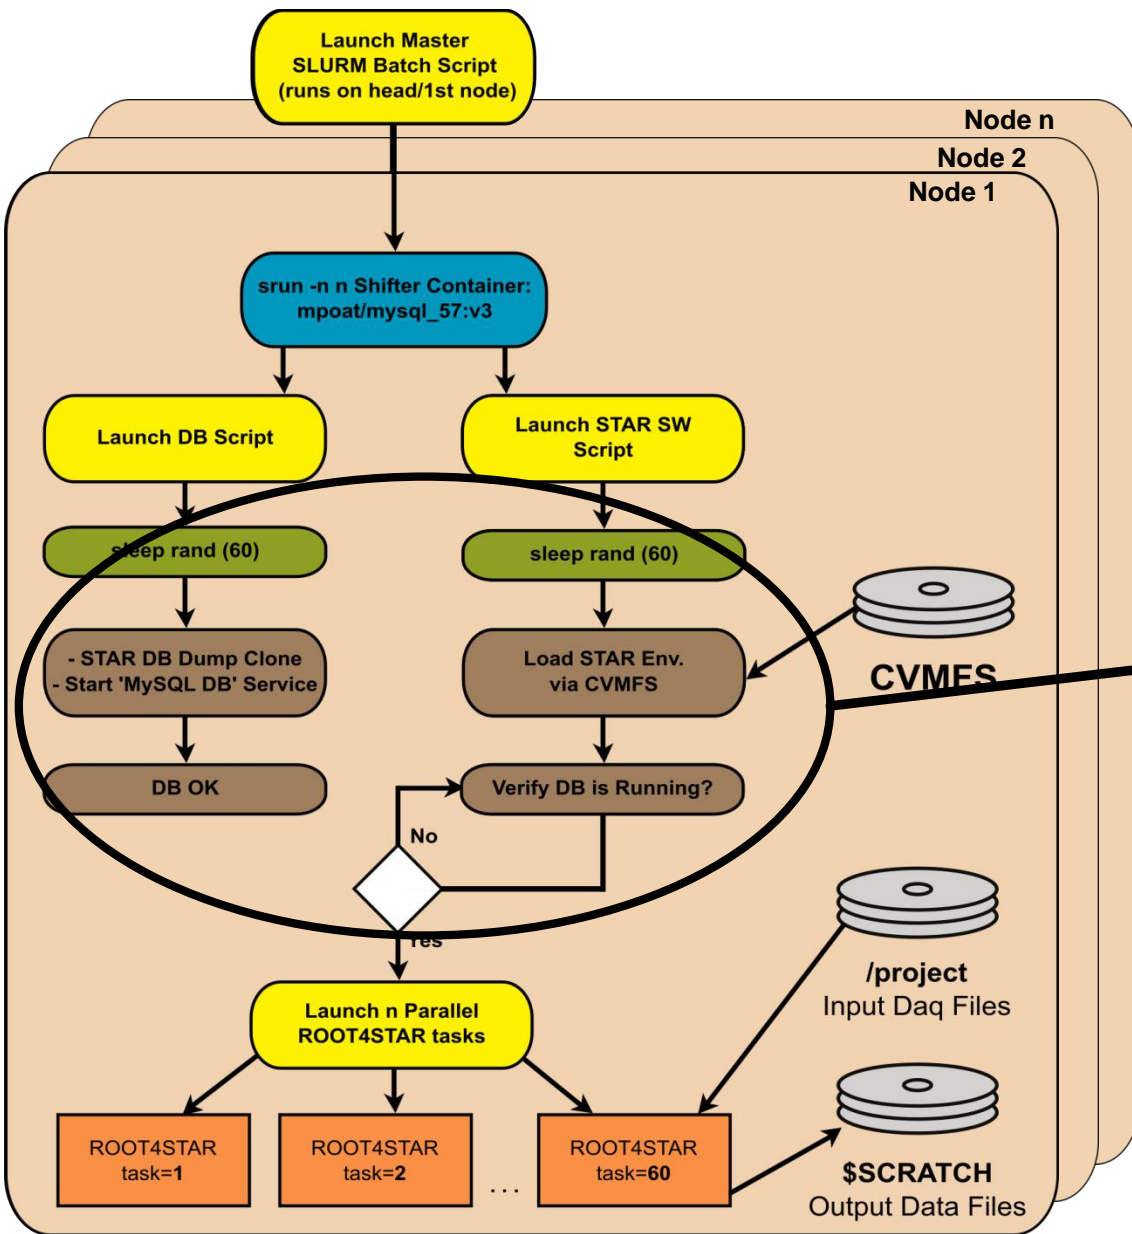 Launch Master
SLURM Batch Script
(runs on head/1st node)
Node n
Node 2
Node 1
srun -n n Shifter Container:
mpoat/mysql_57:v3
Launch DB Script
Launch STAR SW
Script
sleep rand (60)
sleep rand (60)
- STAR DB Dump Clone
- Start 'MySQL DB' Service
Load STAR Env.
via CVMFS
CVMFS
DB OK
Verify DB is Running?
No
Yes
/project
Input Daq Files
Launch n Parallel
ROOT4STAR tasks
ROOT4STAR
task=1
ROOT4STAR
task=2
...
ROOT4STAR
task=60
$SCRATCH
Output Data Files